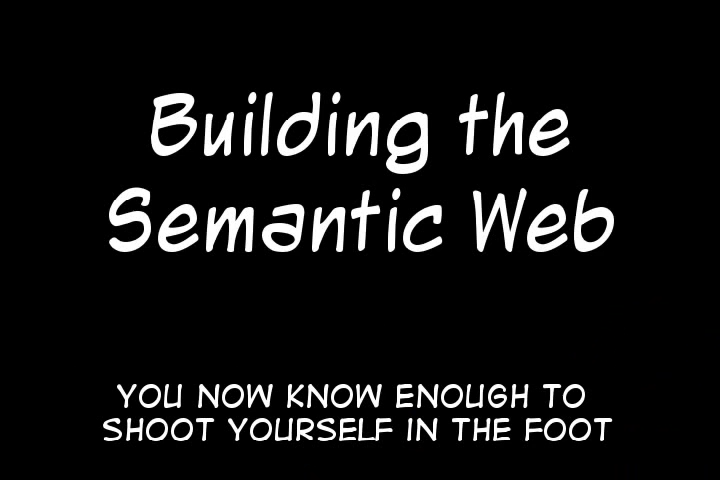 Building the
Semantic Web
YOU NOW KNOW ENOUGH TO
SHOOT YOURSELF IN THE FOOT